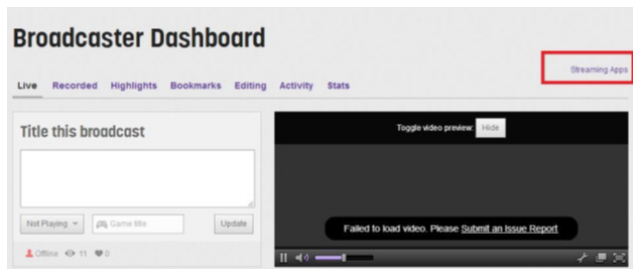 Broadcaster Dashboard
Streaming Apps
Live Recorded Highlights Bookmarks Editing Activity Stats
Title this broadcast
Toggle video preview: Hide
Not Playing Game title Update
Failed to load video. Please Submit an Issue Report
Offline 11 0